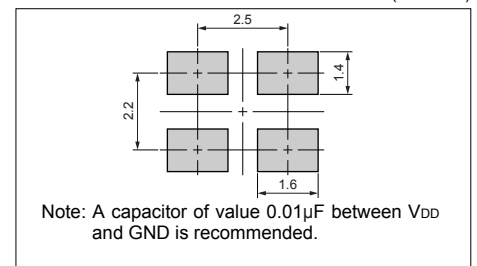 2.5
1.4
2.2
1.6
Note: A capacitor of value 0.01µF between VDD
and GND is recommended.